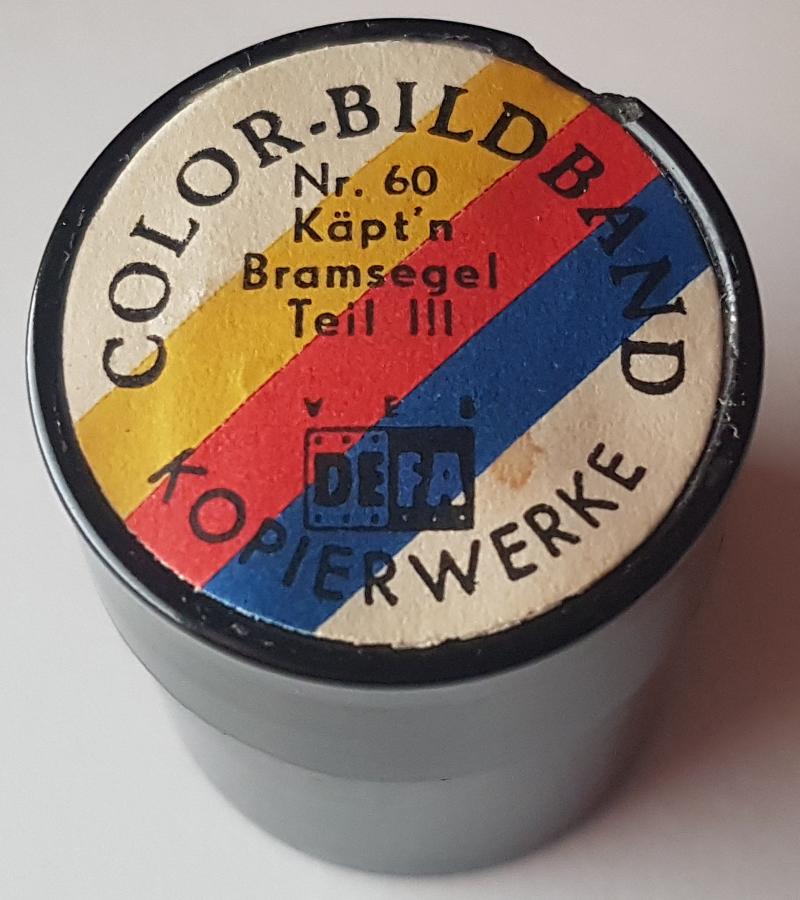 COLOR-BILDBAND
Nr. 60
Käpt'n
Bramsegel
Teil III
VEB
DEFA
KOPIERWERKE